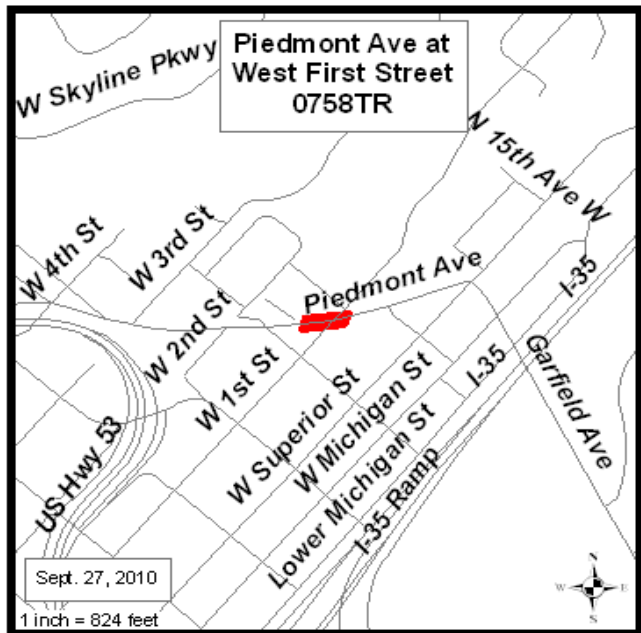 Piedmont Ave at
West First Street
0758TR
W Skyline Pkwy
N 15th Ave W
W 4th St
W 3rd St
Piedmont Ave
I-35
W 2nd St
W 1st St
I-35
Garfield Ave
W Superior St
W Michigan St
Lower Michigan St
I-35 Ramp
US Hwy 53
Sept. 27, 2010
N
W E
S
1 inch = 824 feet